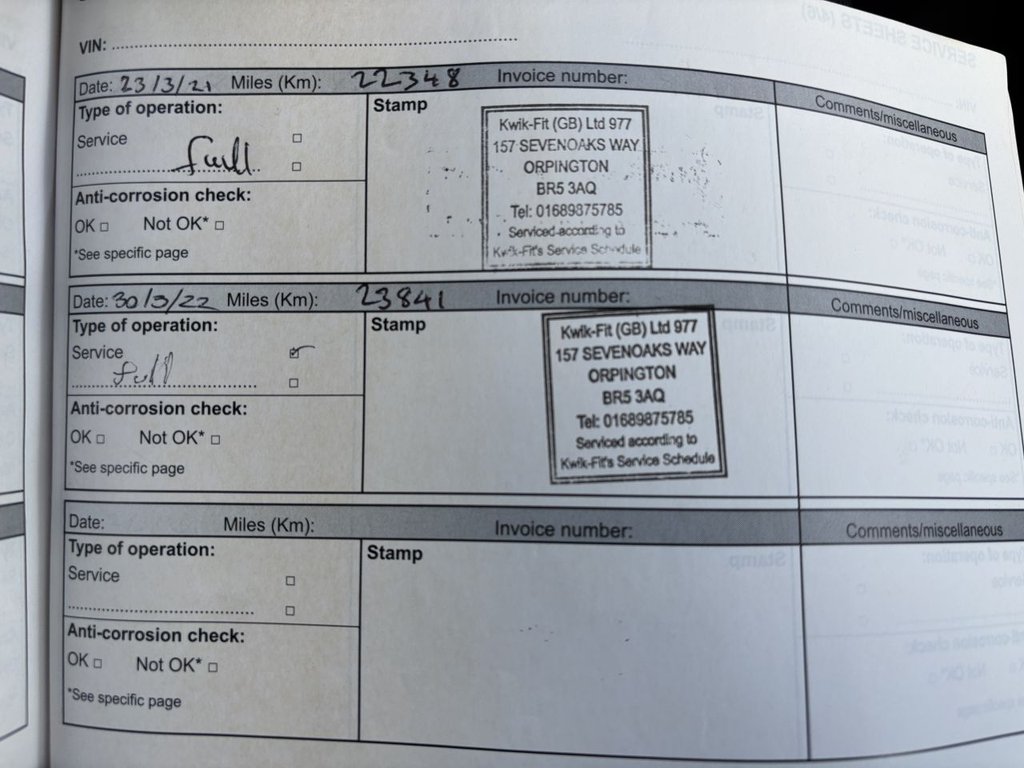 SERVICE SHEETS (4/6)
VIN:
Date: 23/3/21 Miles (Km): 22348 Invoice number:
Comments/miscellaneous
Type of operation:
Service □
full □
Anti-corrosion check:
OK □ Not OK* □
*See specific page
Stamp
Kwik-Fit (GB) Ltd 977
157 SEVENOAKS WAY
ORPINGTON
BR5 3AQ
Tel: 01689875785
Serviced according to
Kwik-Fit's Service Schedule
Date: 30/3/22 Miles (Km): 23841 Invoice number:
Comments/miscellaneous
Type of operation:
Service ☑
full □
Anti-corrosion check:
OK □ Not OK* □
*See specific page
Stamp
Kwik-Fit (GB) Ltd 977
157 SEVENOAKS WAY
ORPINGTON
BR5 3AQ
Tel: 01689875785
Serviced according to
Kwik-Fit's Service Schedule
Date: Miles (Km): Invoice number:
Comments/miscellaneous
Type of operation:
Service □
□
Anti-corrosion check:
OK □ Not OK* □
*See specific page
Stamp